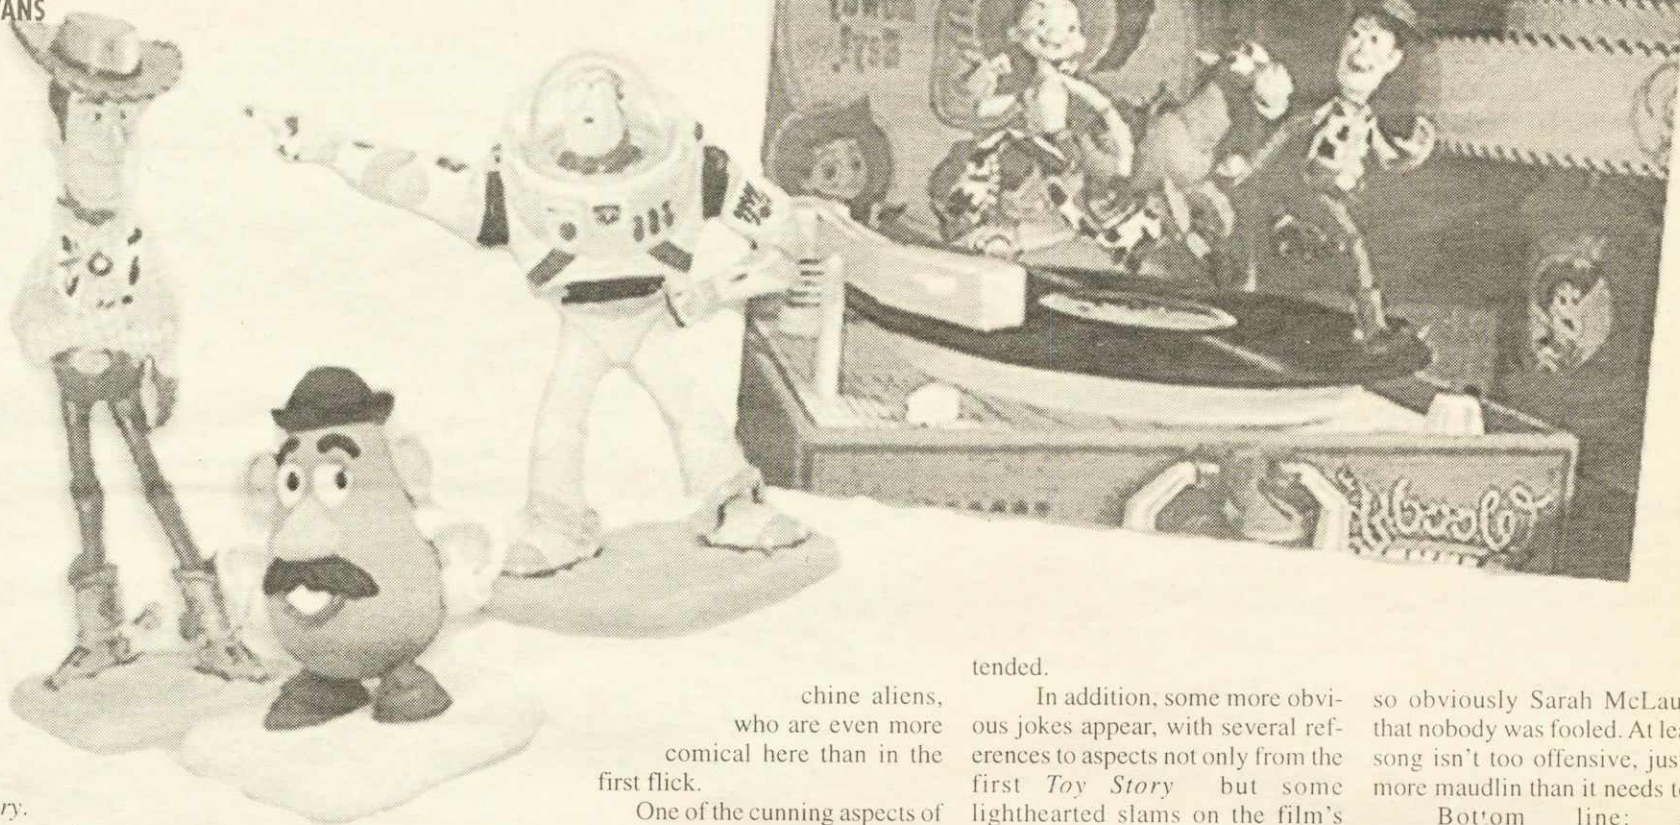 ANS
ry.
chine aliens,
who are even more
comical here than in the
first flick.
One of the cunning aspects of
tended.
In addition, some more obvi-
ous jokes appear, with several ref-
erences to aspects not only from the
first Toy Story but some
lighthearted slams on the film's
so obviously Sarah McLau
that nobody was fooled. At lea
song isn't too offensive, jus
more maudlin than it needs t
Bottom line: